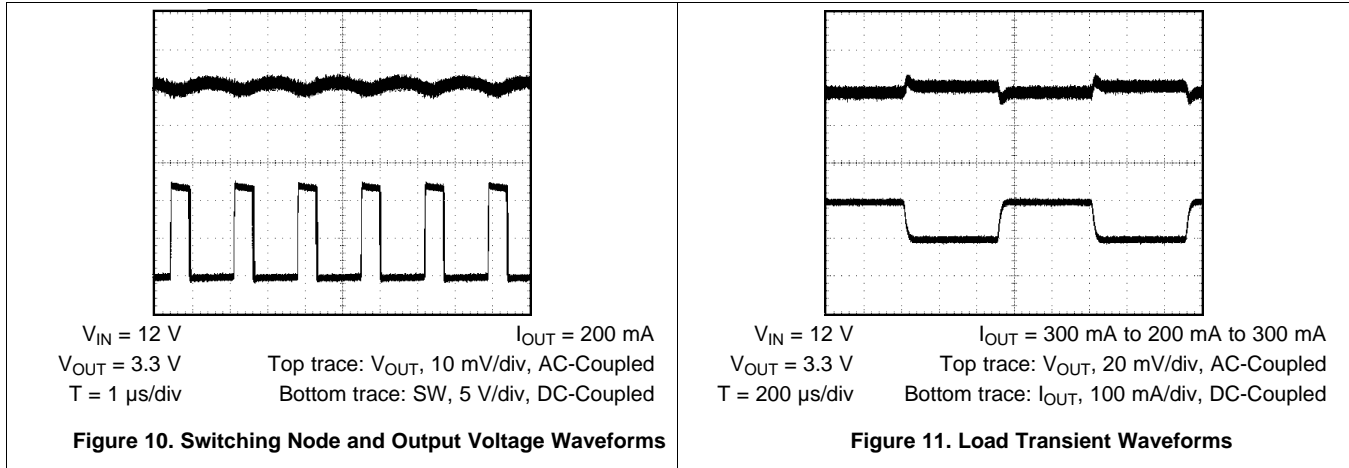 V_IN = 12 V I_OUT = 200 mA
V_OUT = 3.3 V Top trace: V_OUT, 10 mV/div, AC-Coupled
T = 1 µs/div Bottom trace: SW, 5 V/div, DC-Coupled
Figure 10. Switching Node and Output Voltage Waveforms
V_IN = 12 V I_OUT = 300 mA to 200 mA to 300 mA
V_OUT = 3.3 V Top trace: V_OUT, 20 mV/div, AC-Coupled
T = 200 µs/div Bottom trace: I_OUT, 100 mA/div, DC-Coupled
Figure 11. Load Transient Waveforms